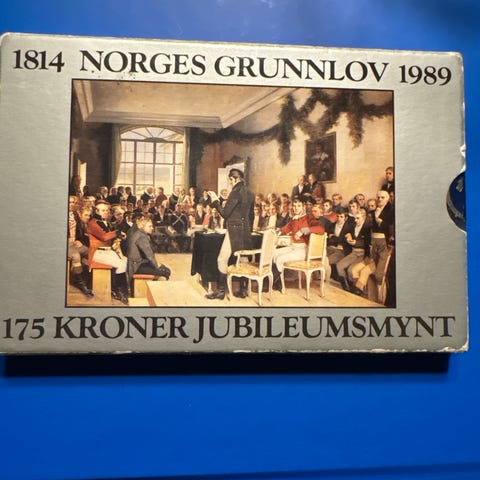 1814 NORGES GRUNNLOV 1989
175 KRONER JUBILEUMSMYNT